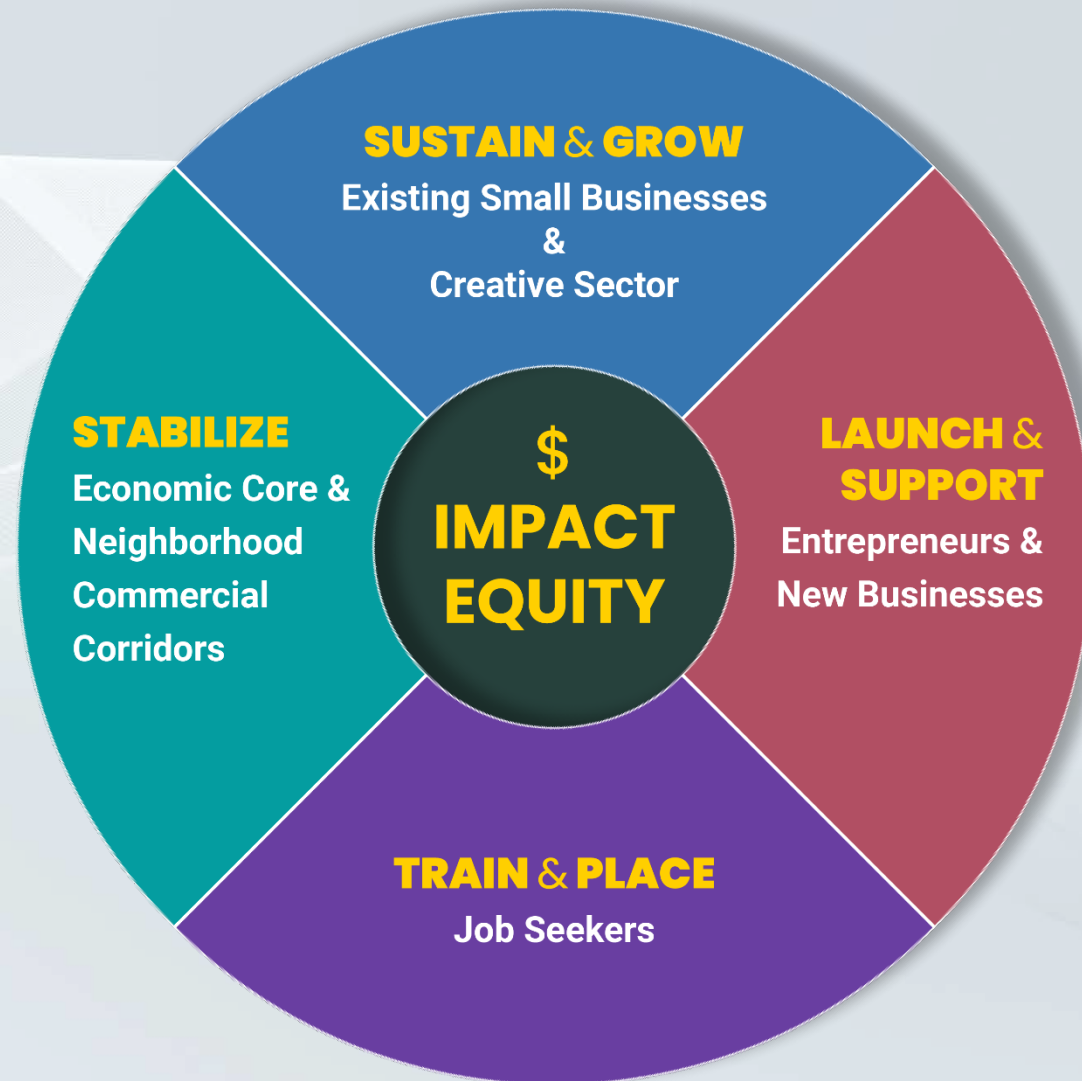 SUSTAIN & GROW
Existing Small Businesses
&
Creative Sector
STABILIZE
Economic Core &
Neighborhood
Commercial
Corridors
$
IMPACT
EQUITY
LAUNCH &
SUPPORT
Entrepreneurs &
New Businesses
TRAIN & PLACE
Job Seekers